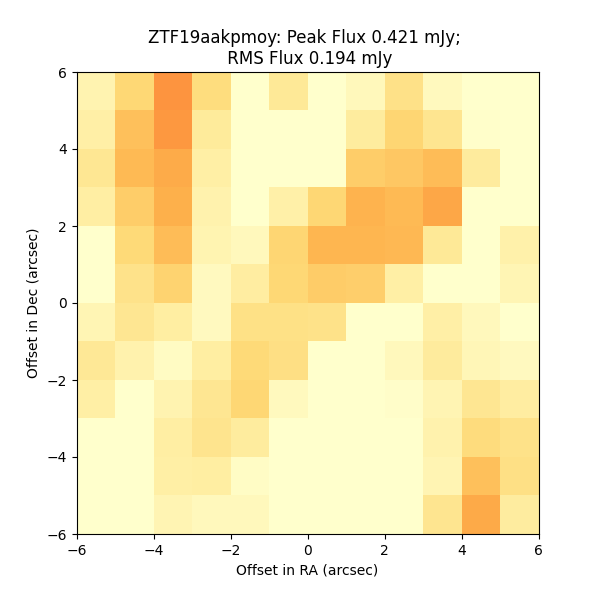 ZTF19aakpmoy: Peak Flux 0.421 mJy;
RMS Flux 0.194 mJy
6
4
2
0
−2
−4
−6
Offset in Dec (arcsec)
−6 −4 −2 0 2 4 6
Offset in RA (arcsec)